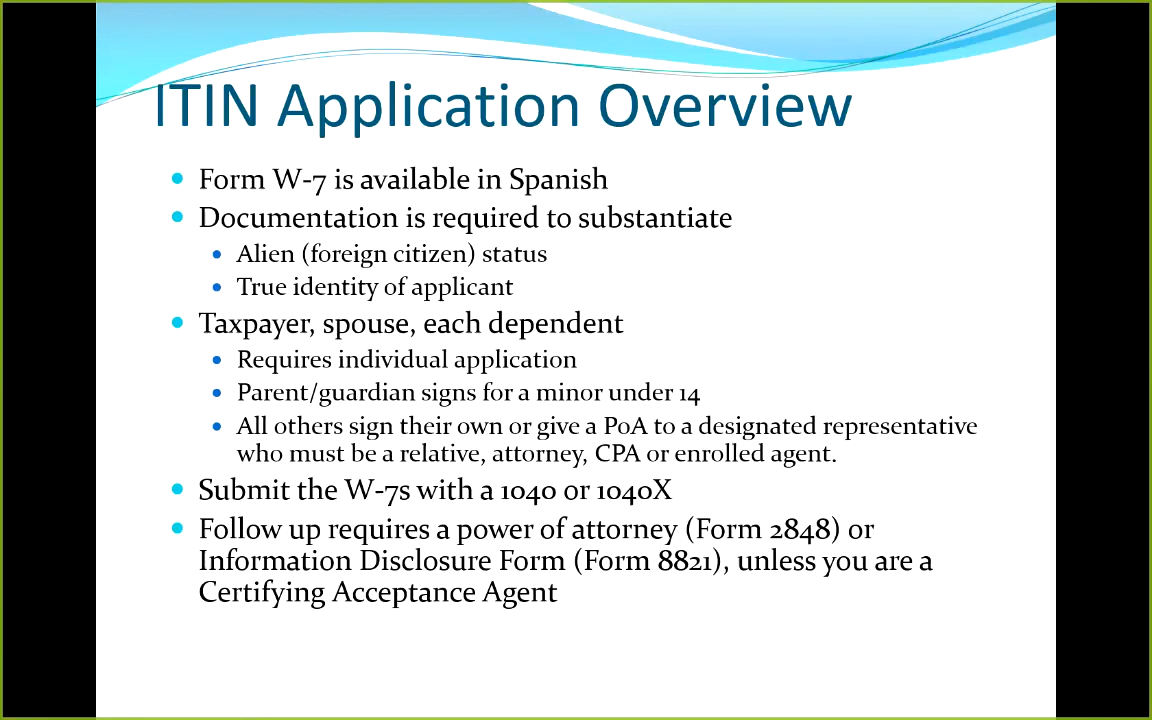 ITIN Application Overview
Form W-7 is available in Spanish
Documentation is required to substantiate
Alien (foreign citizen) status
True identity of applicant
Taxpayer, spouse, each dependent
Requires individual application
Parent/guardian signs for a minor under 14
All others sign their own or give a PoA to a designated representative
who must be a relative, attorney, CPA or enrolled agent.
Submit the W-7s with a 1040 or 1040X
Follow up requires a power of attorney (Form 2848) or
Information Disclosure Form (Form 8821), unless you are a
Certifying Acceptance Agent